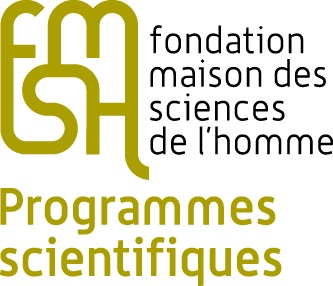 fmsh
fondation
maison des
sciences
de l'homme
Programmes
scientifiques